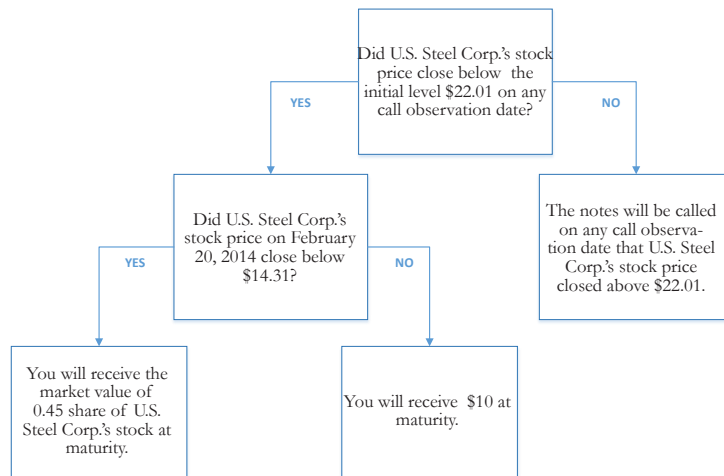 Did U.S. Steel Corp.'s stock
price close below the
initial level $22.01 on any
call observation date?
YES
NO
Did U.S. Steel Corp.'s
stock price on February
20, 2014 close below
$14.31?
The notes will be called
on any call observa-
tion date that U.S. Steel
Corp.'s stock price
closed above $22.01.
YES
NO
You will receive the
market value of
0.45 share of U.S.
Steel Corp.'s stock at
maturity.
You will receive $10 at
maturity.